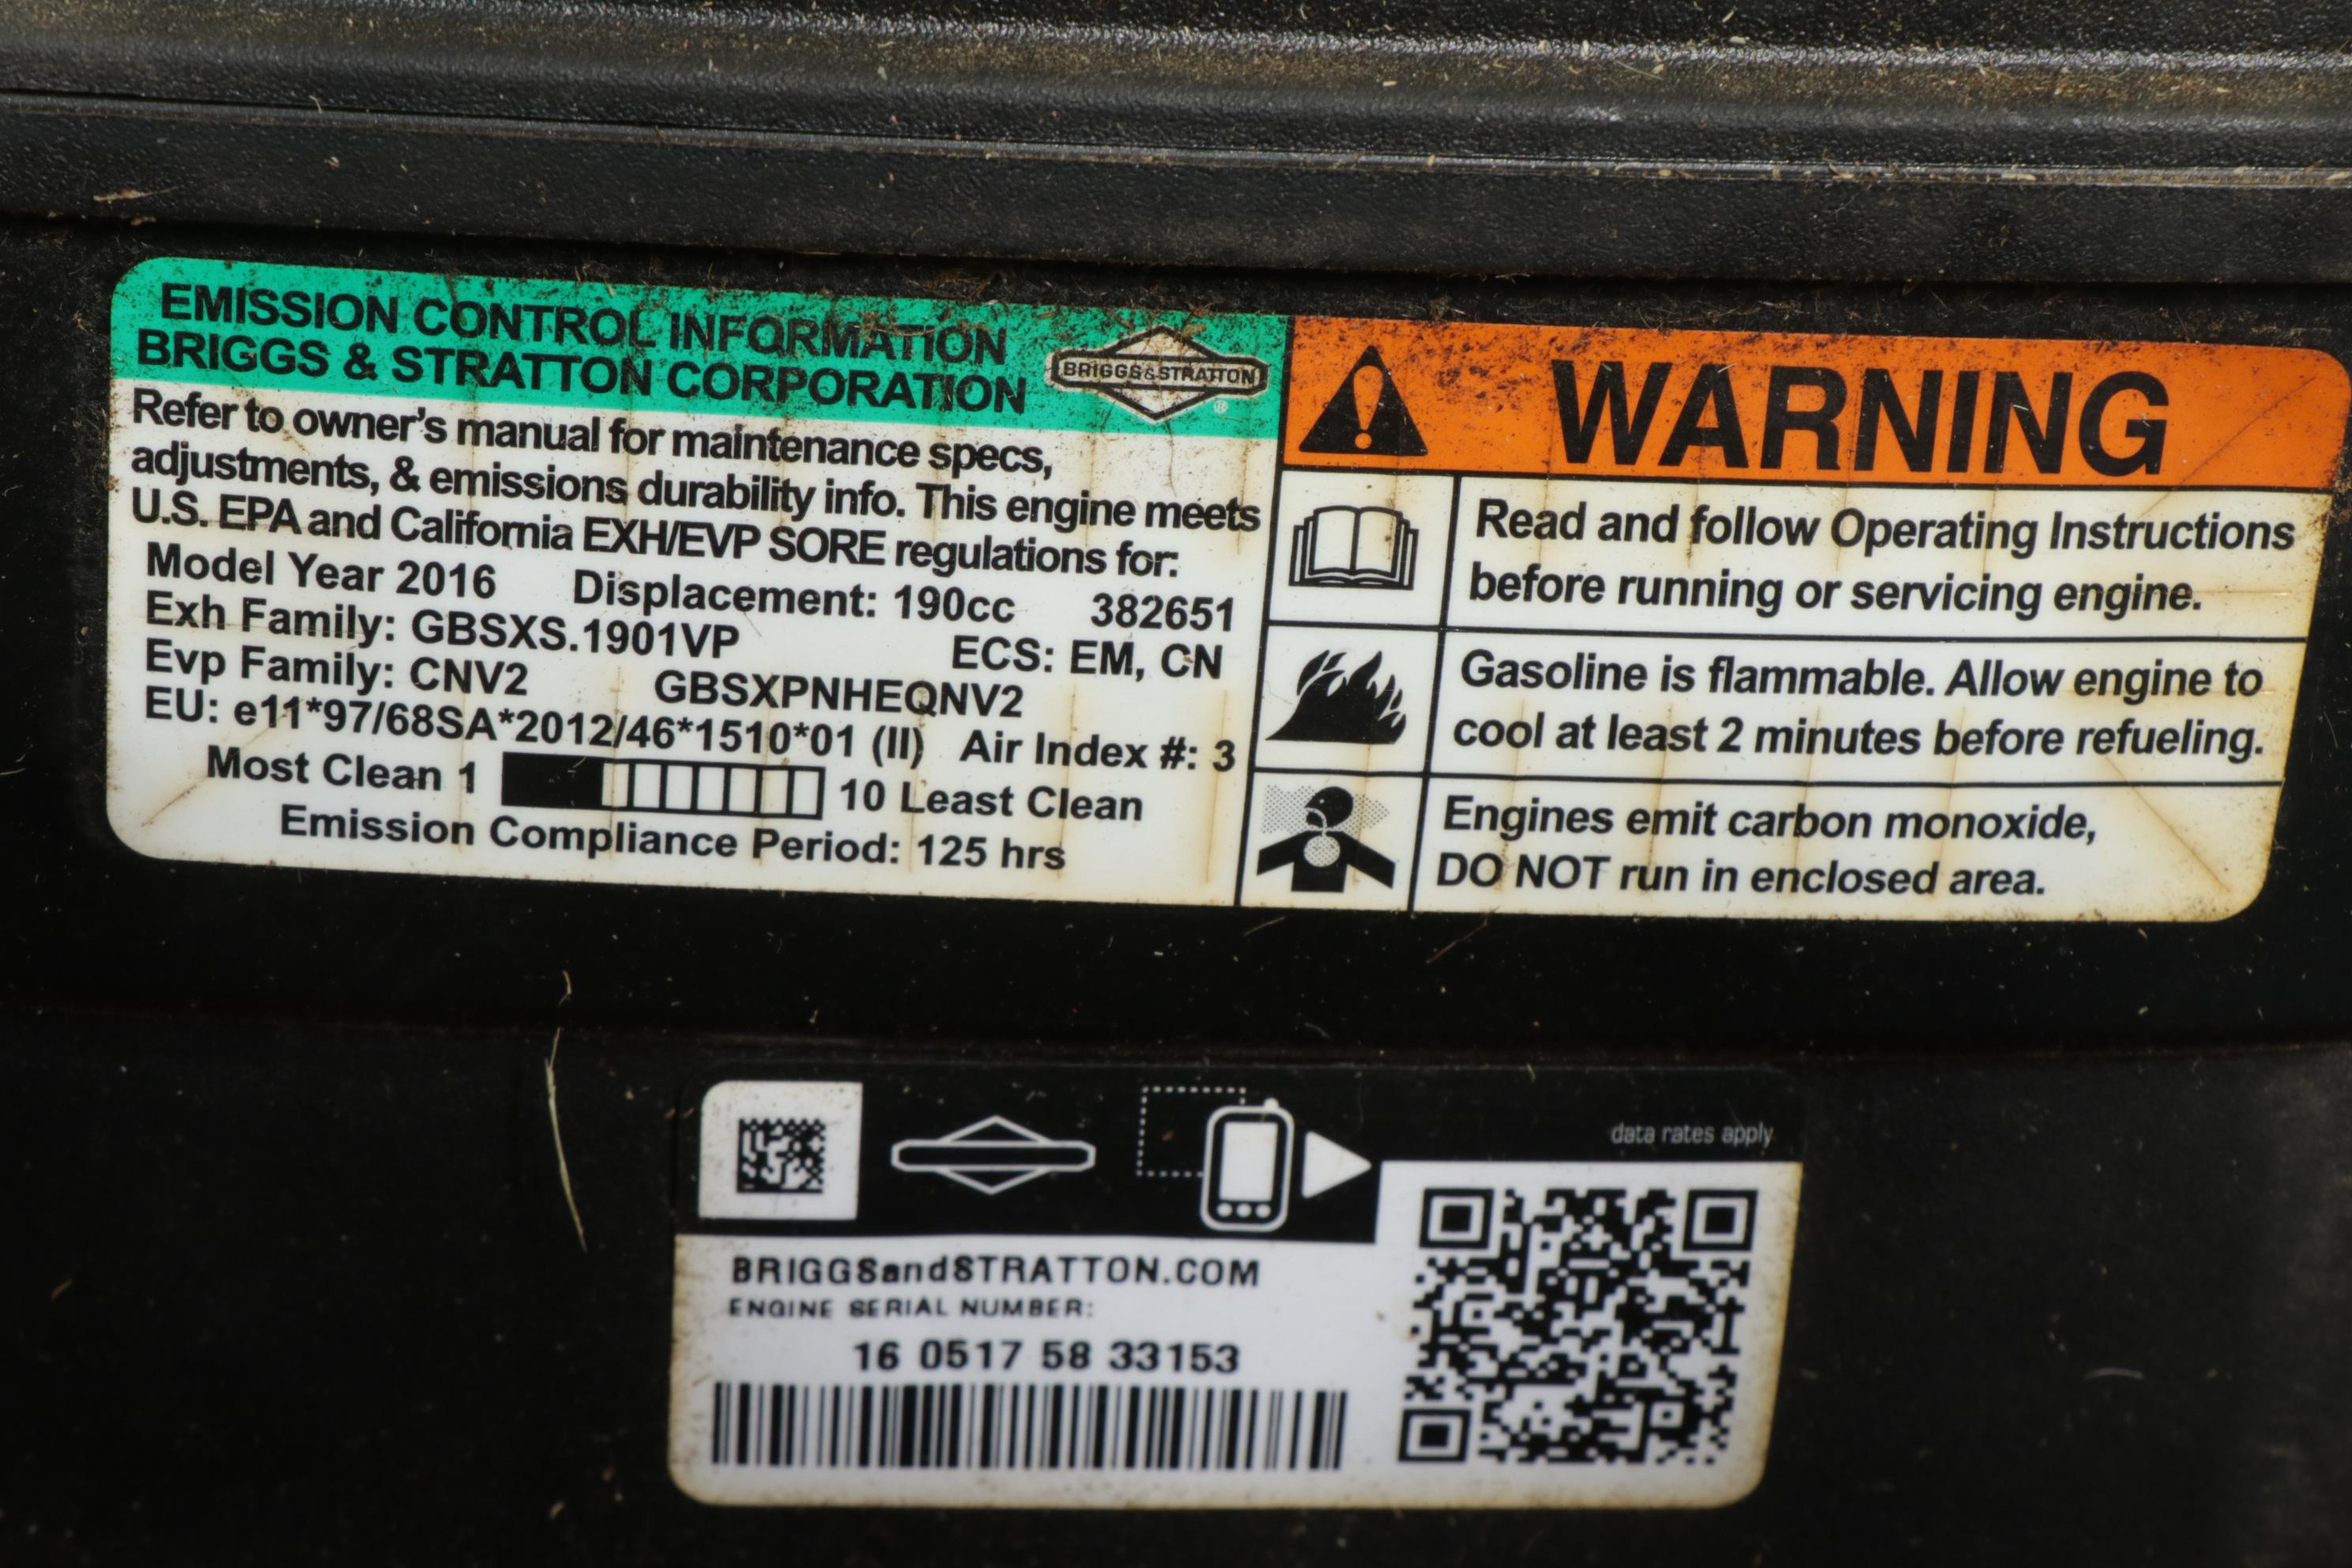 EMISSION CONTROL INFORMATION
BRIGGS & STRATTON CORPORATION
BRIGGS&STRATTON
®
Refer to owner's manual for maintenance specs,
adjustments, & emissions durability info. This engine meets
U.S. EPA and California EXH/EVP SORE regulations for:
Model Year 2016 Displacement: 190cc 382651
Exh Family: GBSXS.1901VP ECS: EM, CN
Evp Family: CNV2 GBSXPNHEQNV2
EU: e11*97/68SA*2012/46*1510*01 (II) Air Index #: 3
Most Clean 1 10 Least Clean
Emission Compliance Period: 125 hrs
WARNING
Read and follow Operating Instructions
before running or servicing engine.
Gasoline is flammable. Allow engine to
cool at least 2 minutes before refueling.
Engines emit carbon monoxide,
DO NOT run in enclosed area.
data rates apply
BRIGGSandSTRATTON.COM
ENGINE SERIAL NUMBER:
16 0517 58 33153